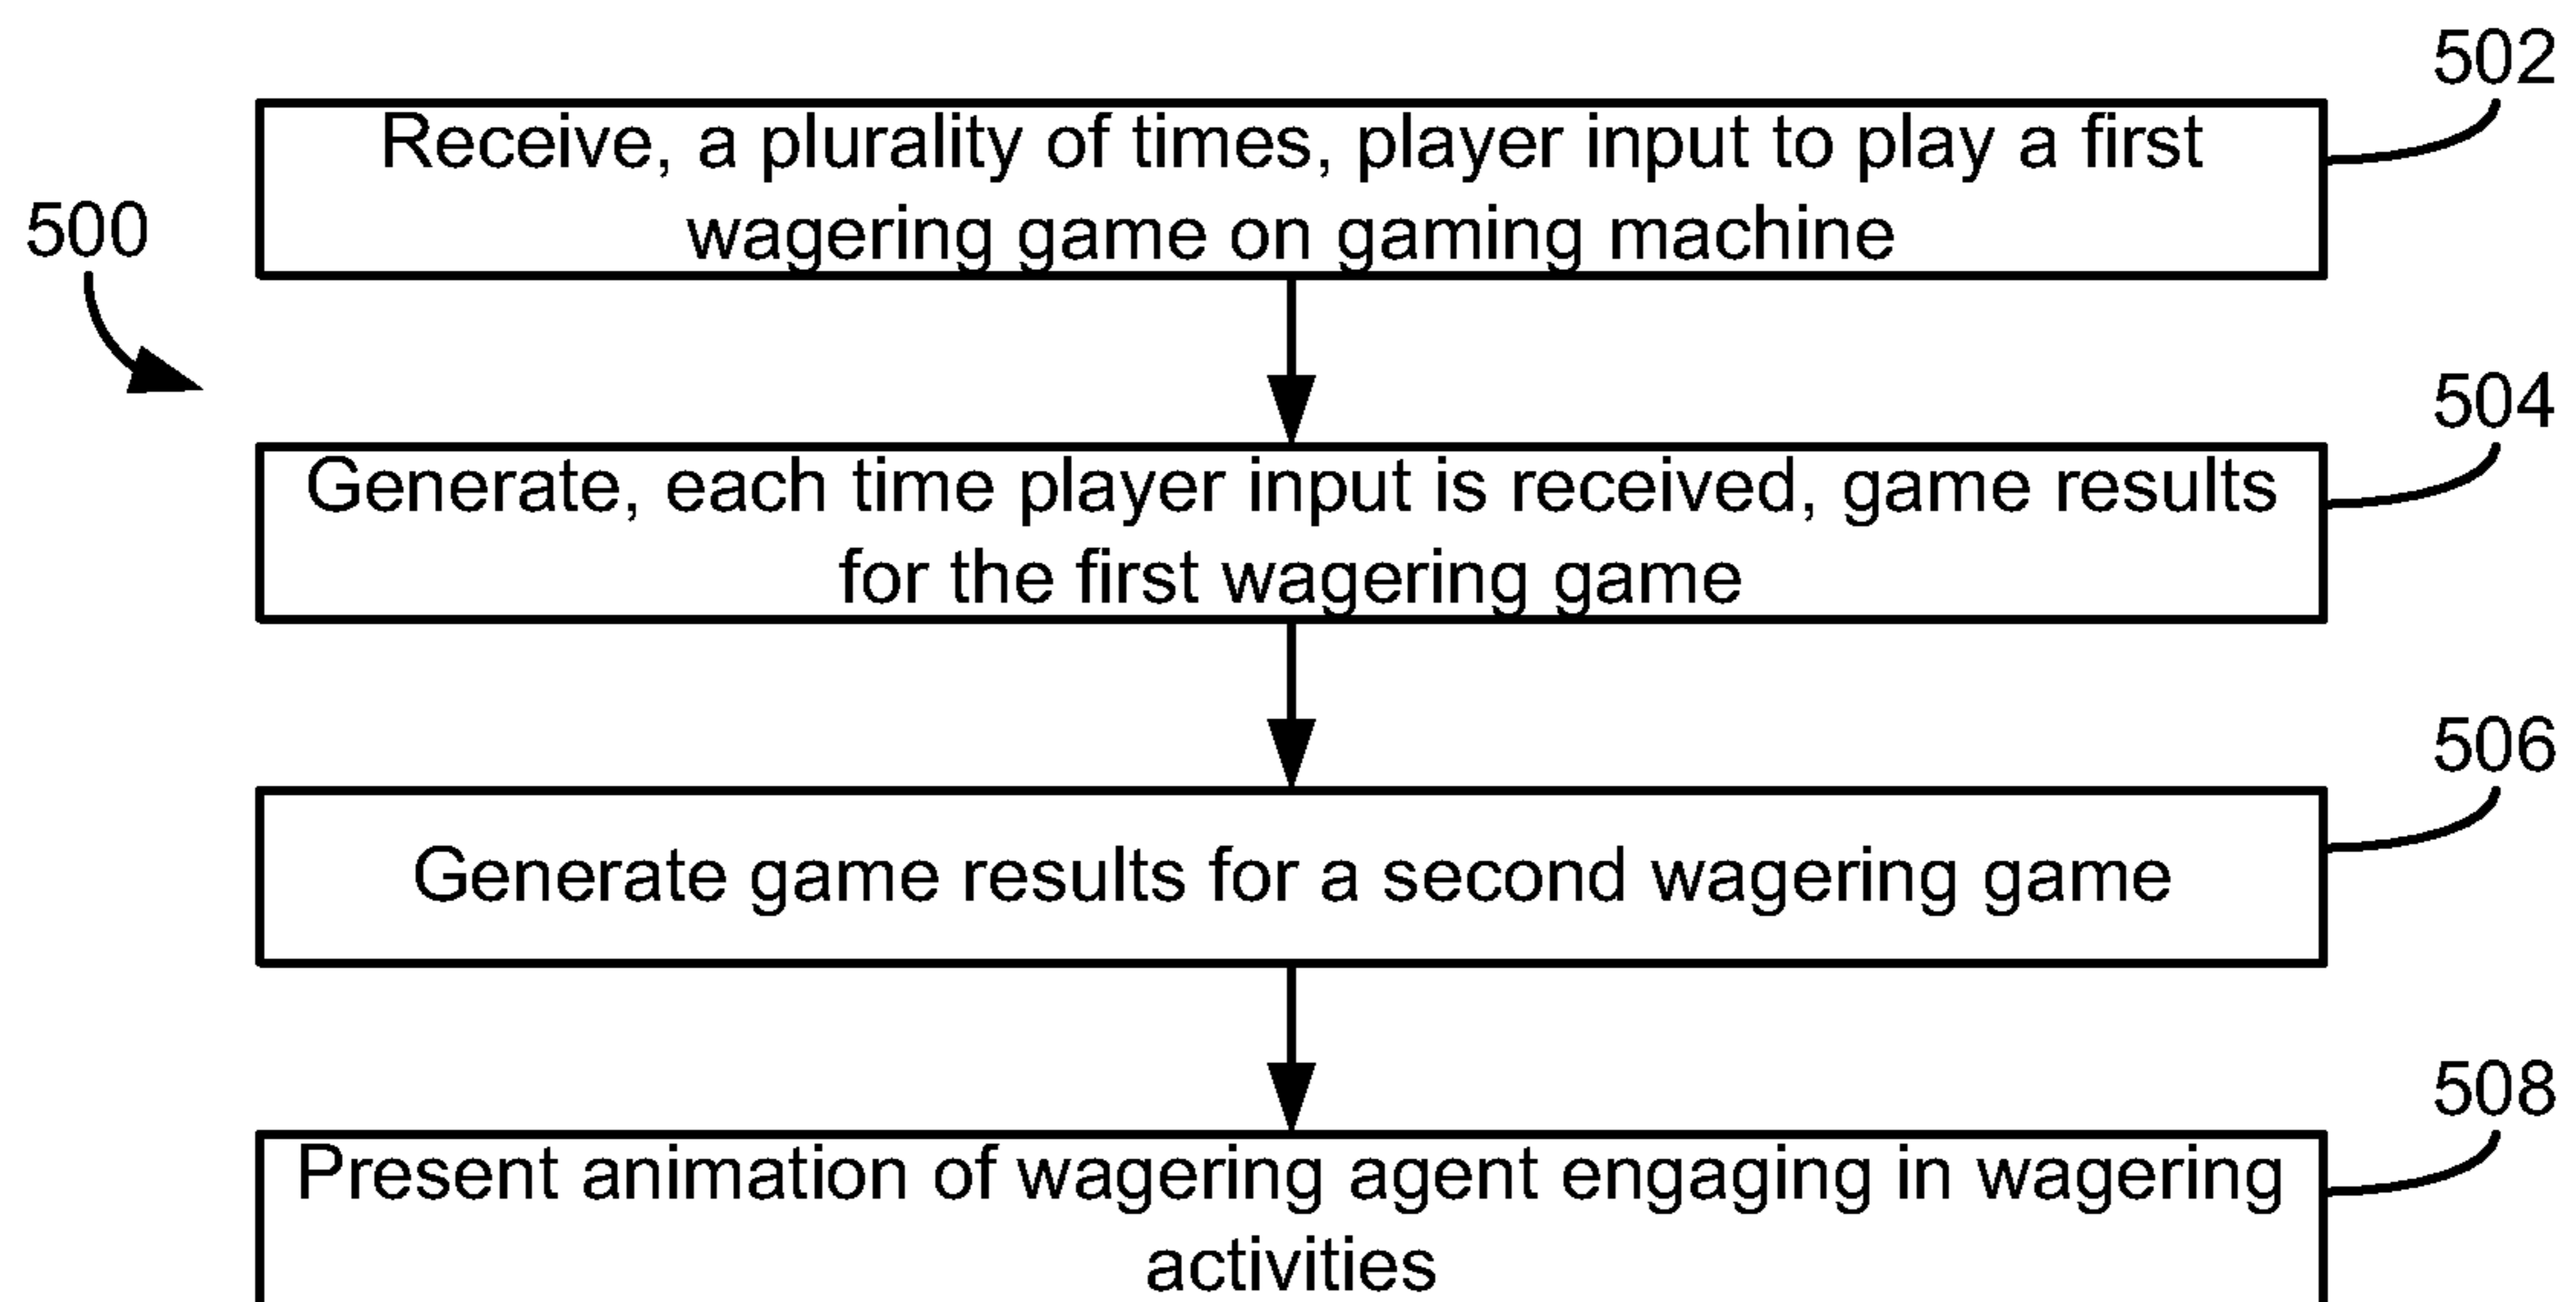 502
Receive, a plurality of times, player input to play a first
wagering game on gaming machine
500
504
Generate, each time player input is received, game results
for the first wagering game
506
Generate game results for a second wagering game
508
Present animation of wagering agent engaging in wagering
activities